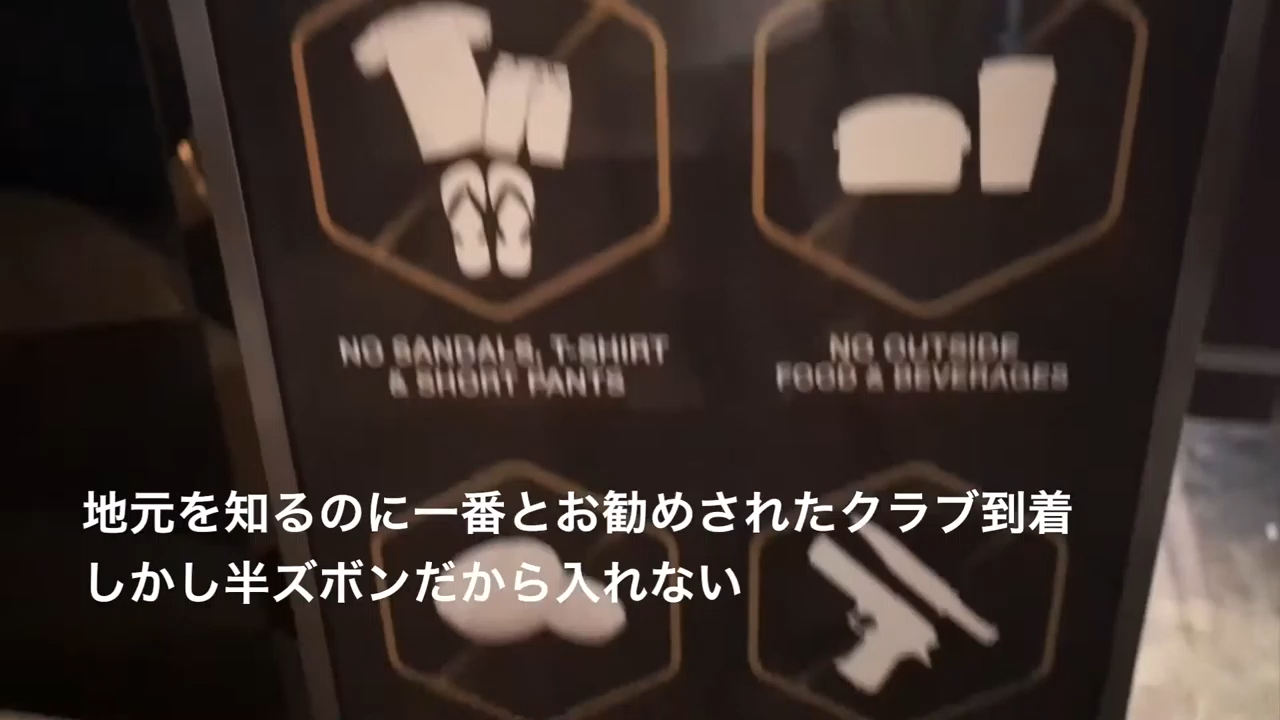 NO SANDALS, T-SHIRT
& SHORT PANTS
NO OUTSIDE
FOOD & BEVERAGES
地元を知るのに一番とお勧めされたクラブ到着
しかし半ズボンだから入れない